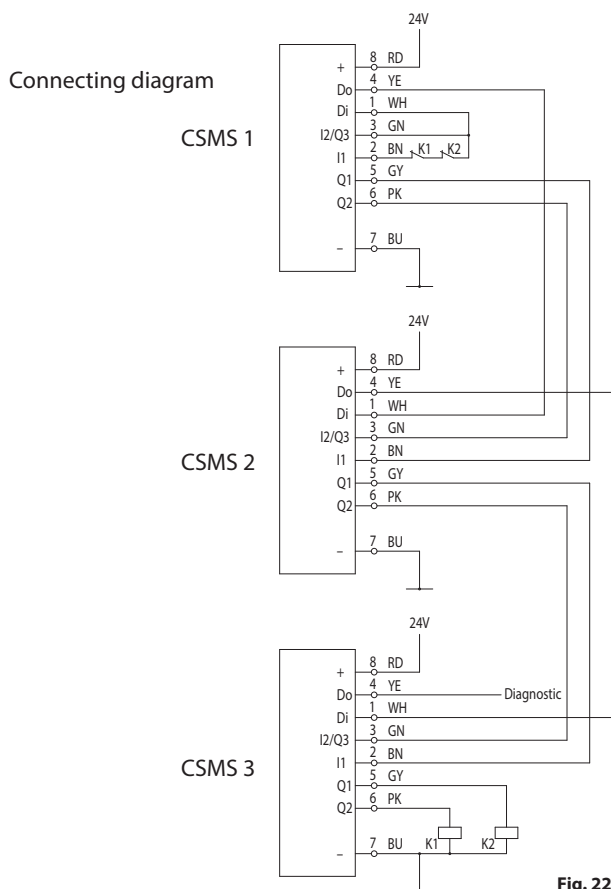 Connecting diagram
24V
CSMS 1
+ 8 RD
Do 4 YE
Di 1 WH
I2/Q3 3 GN
I1 2 BN K1 K2
Q1 5 GY
Q2 6 PK
– 7 BU
24V
CSMS 2
+ 8 RD
Do 4 YE
Di 1 WH
I2/Q3 3 GN
I1 2 BN
Q1 5 GY
Q2 6 PK
– 7 BU
24V
CSMS 3
+ 8 RD
Do 4 YE Diagnostic
Di 1 WH
I2/Q3 3 GN
I1 2 BN
Q1 5 GY
Q2 6 PK
– 7 BU K1 K2
Fig. 22